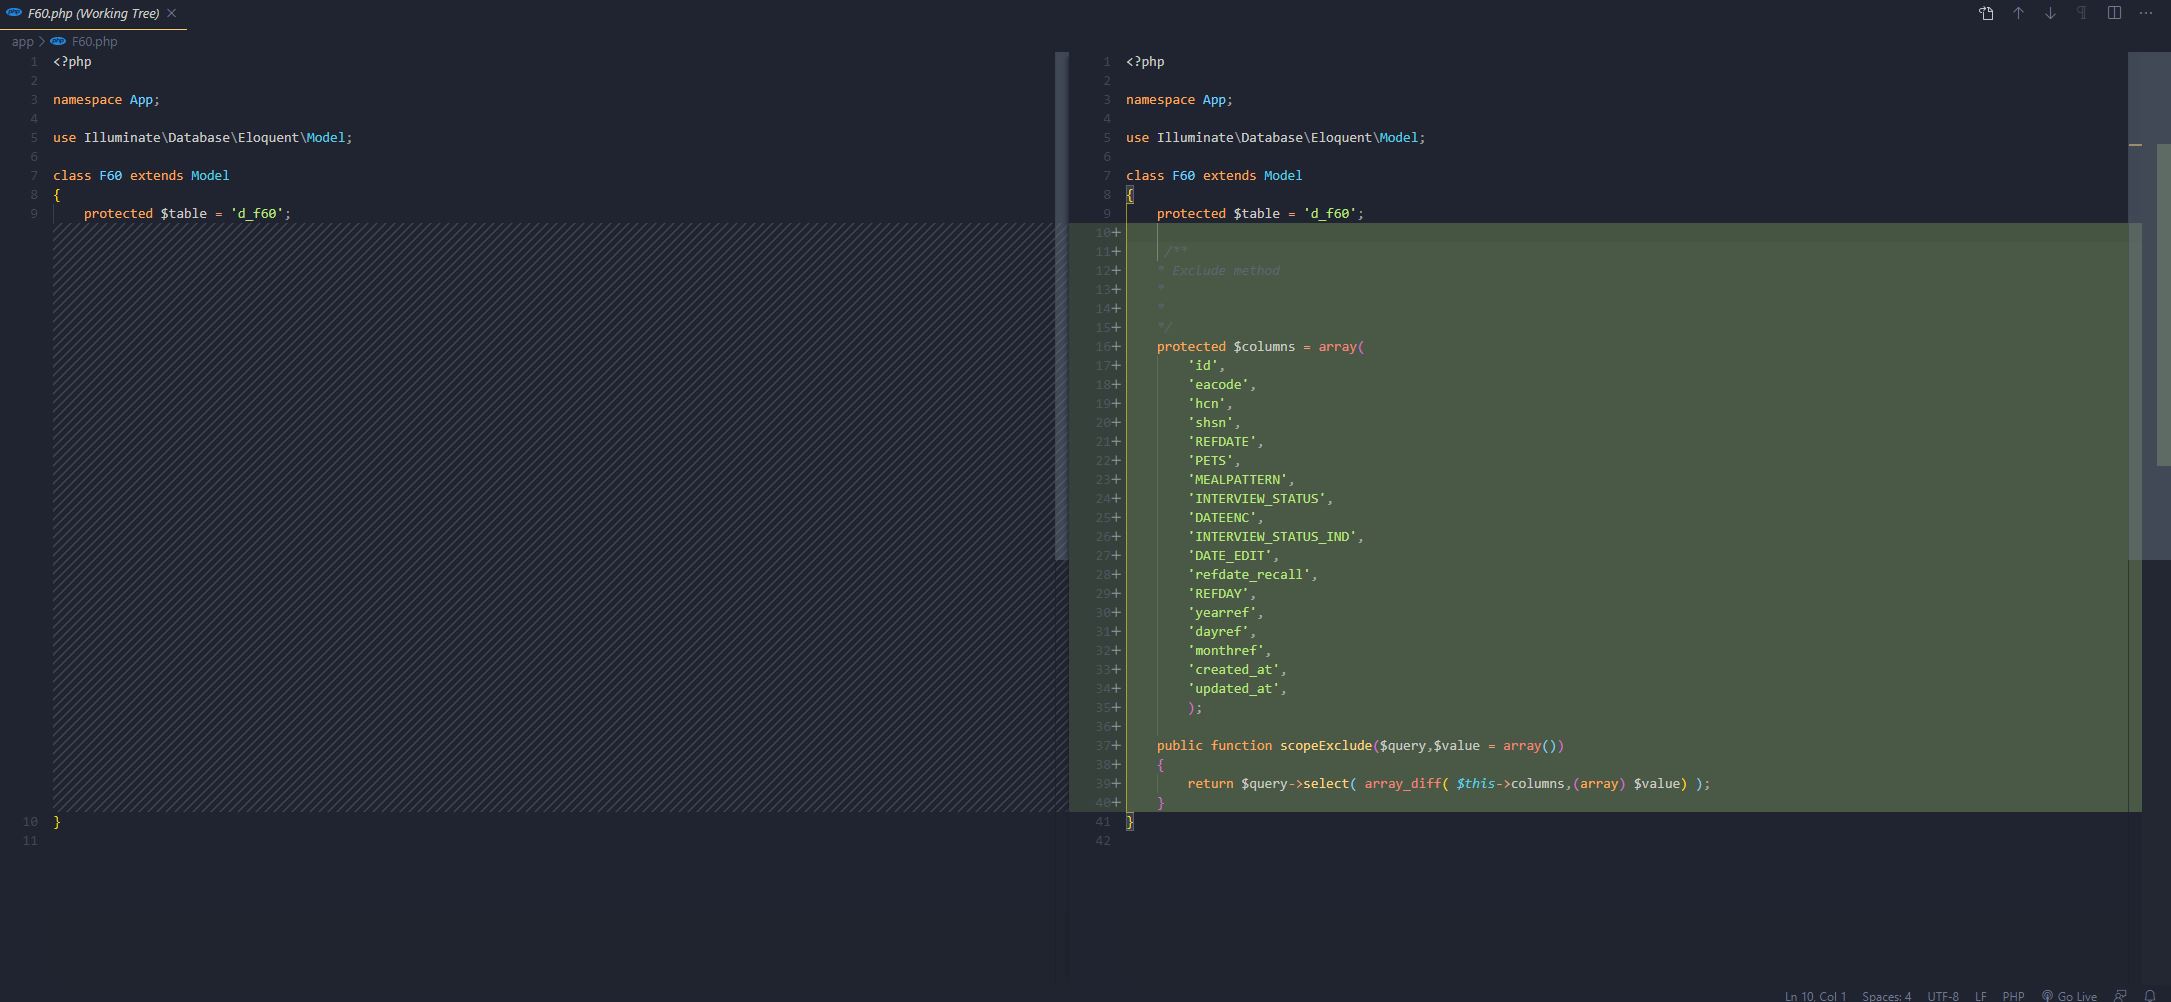 F60.php (Working Tree)
app > F60.php
1 <?php
2
3 namespace App;
4
5 use Illuminate\Database\Eloquent\Model;
6
7 class F60 extends Model
8 {
9 protected $table = 'd_f60';
10 }
11
1 <?php
2
3 namespace App;
4
5 use Illuminate\Database\Eloquent\Model;
6
7 class F60 extends Model
8 {
9 protected $table = 'd_f60';
10+
11+ /**
12+ * Exclude method
13+ *
14+ *
15+ */
16+ protected $columns = array(
17+ 'id',
18+ 'eacode',
19+ 'hcn',
20+ 'shsn',
21+ 'REFDATE',
22+ 'PETS',
23+ 'MEALPATTERN',
24+ 'INTERVIEW_STATUS',
25+ 'DATEENC',
26+ 'INTERVIEW_STATUS_IND',
27+ 'DATE_EDIT',
28+ 'refdate_recall',
29+ 'REFDAY',
30+ 'yearref',
31+ 'dayref',
32+ 'monthref',
33+ 'created_at',
34+ 'updated_at',
35+ );
36+
37+ public function scopeExclude($query,$value = array())
38+ {
39+ return $query->select( array_diff( $this->columns,(array) $value) );
40+ }
41 }
42
Ln 10, Col 1 Spaces: 4 UTF-8 LF PHP Go Live